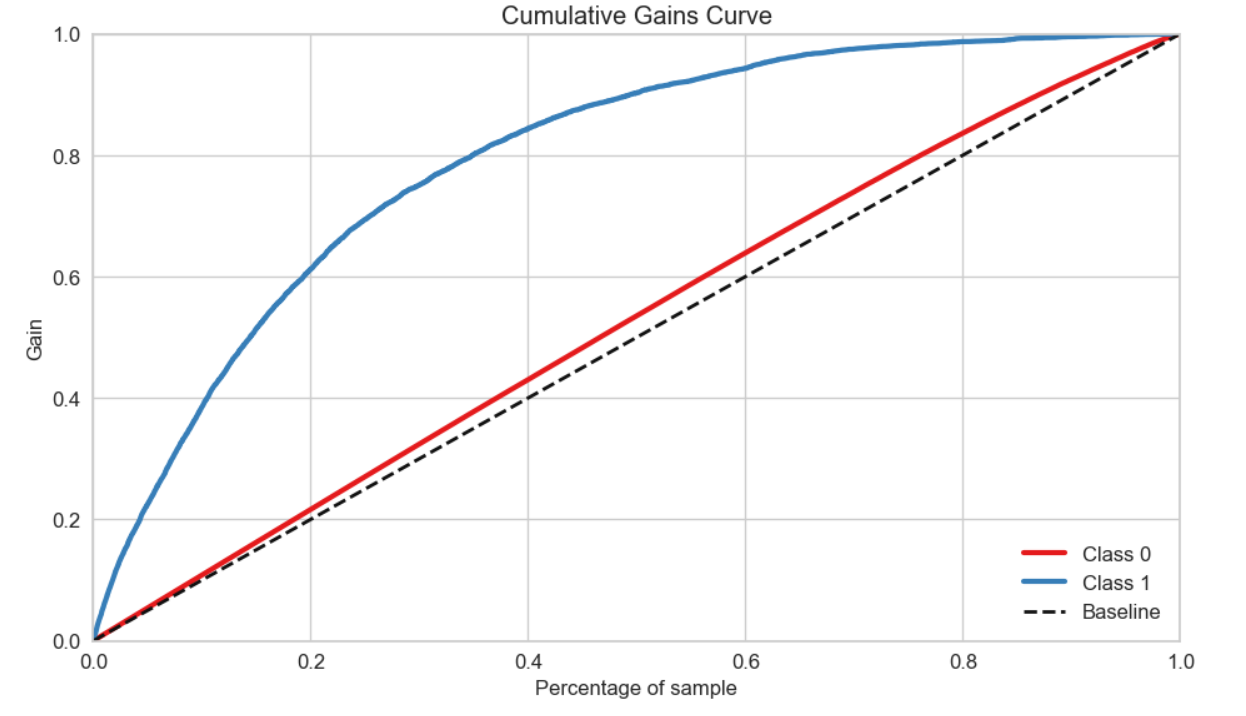 Cumulative Gains Curve
1.0
0.8
0.6
0.4
0.2
0.0
Gain
0.0 0.2 0.4 0.6 0.8 1.0
Percentage of sample
Class 0
Class 1
Baseline